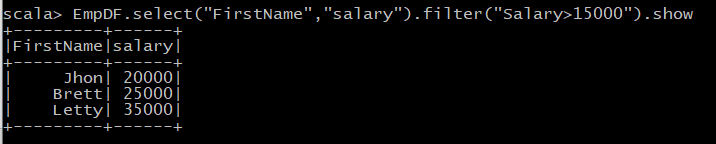 scala> EmpDF.select("FirstName","salary").filter("Salary>15000").show
+---------+------+
|FirstName|salary|
+---------+------+
|     Jhon| 20000|
|    Brett| 25000|
|    Letty| 35000|
+---------+------+